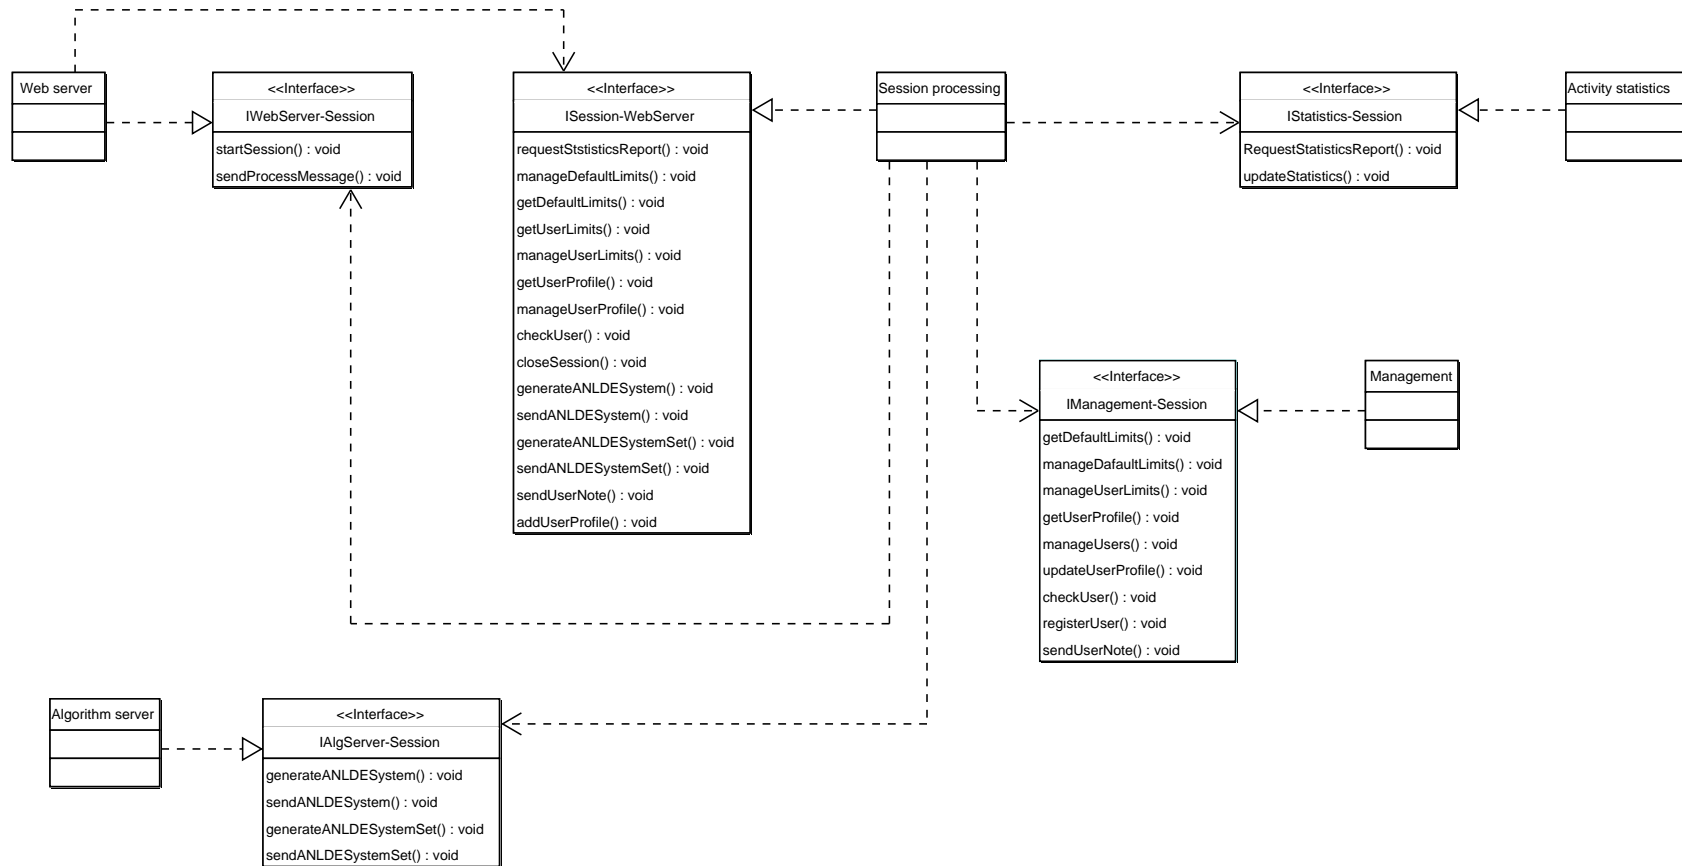 Web server
<<Interface>>
IWebServer-Session
startSession() : void
sendProcessMessage() : void
<<Interface>>
ISession-WebServer
requestStstisticsReport() : void
manageDefaultLimits() : void
getDefaultLimits() : void
getUserLimits() : void
manageUserLimits() : void
getUserProfile() : void
manageUserProfile() : void
checkUser() : void
closeSession() : void
generateANLDESystem() : void
sendANLDESystem() : void
generateANLDESystemSet() : void
sendANLDESystemSet() : void
sendUserNote() : void
addUserProfile() : void
Session processing
<<Interface>>
IStatistics-Session
RequestStatisticsReport() : void
updateStatistics() : void
Activity statistics
<<Interface>>
IManagement-Session
getDefaultLimits() : void
manageDafaultLimits() : void
manageUserLimits() : void
getUserProfile() : void
manageUsers() : void
updateUserProfile() : void
checkUser() : void
registerUser() : void
sendUserNote() : void
Management
Algorithm server
<<Interface>>
IAlgServer-Session
generateANLDESystem() : void
sendANLDESystem() : void
generateANLDESystemSet() : void
sendANLDESystemSet() : void